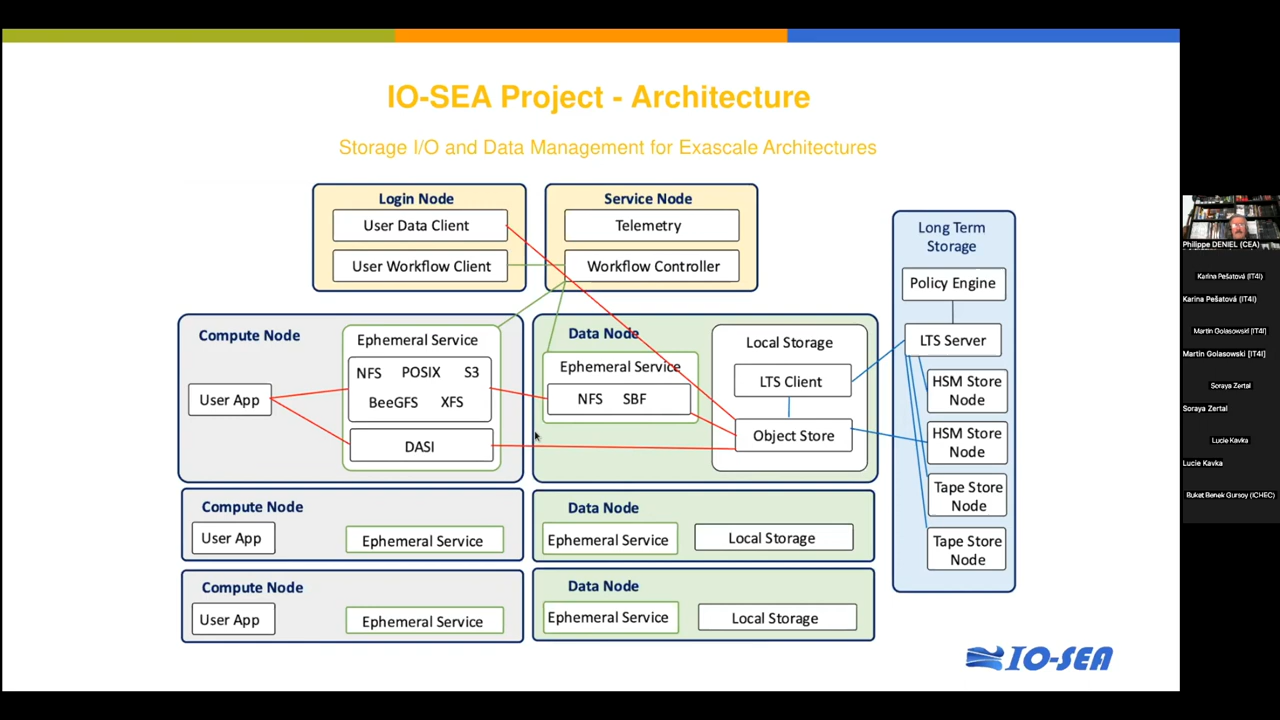 IO-SEA Project - Architecture
Storage I/O and Data Management for Exascale Architectures
Login Node
User Data Client
User Workflow Client
Service Node
Telemetry
Workflow Controller
Long Term
Storage
Policy Engine
LTS Server
HSM Store
Node
HSM Store
Node
Tape Store
Node
Tape Store
Node
Compute Node
User App
Ephemeral Service
NFS POSIX S3
BeeGFS XFS
DASI
Data Node
Ephemeral Service
NFS SBF
Local Storage
LTS Client
Object Store
Compute Node
User App
Ephemeral Service
Data Node
Ephemeral Service
Local Storage
Compute Node
User App
Ephemeral Service
Data Node
Ephemeral Service
Local Storage
IO-SEA
Philippe DENIEL (CEA)
Karina Pešatová (IT4I)
Karina Pešatová (IT4I)
Martin Golasowski [IT4I]
Martin Golasowski [IT4I]
Soraya Zertal
Soraya Zertal
Lucie Kavka
Lucie Kavka
Buket Benek Gursoy (ICHEC)